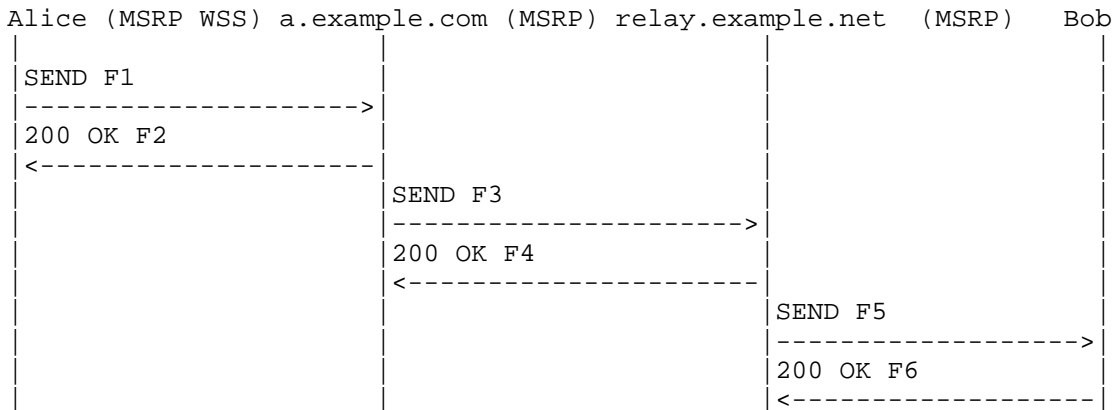 Alice (MSRP WSS) a.example.com (MSRP) relay.example.net (MSRP) Bob
SEND F1
200 OK F2
SEND F3
200 OK F4
SEND F5
200 OK F6